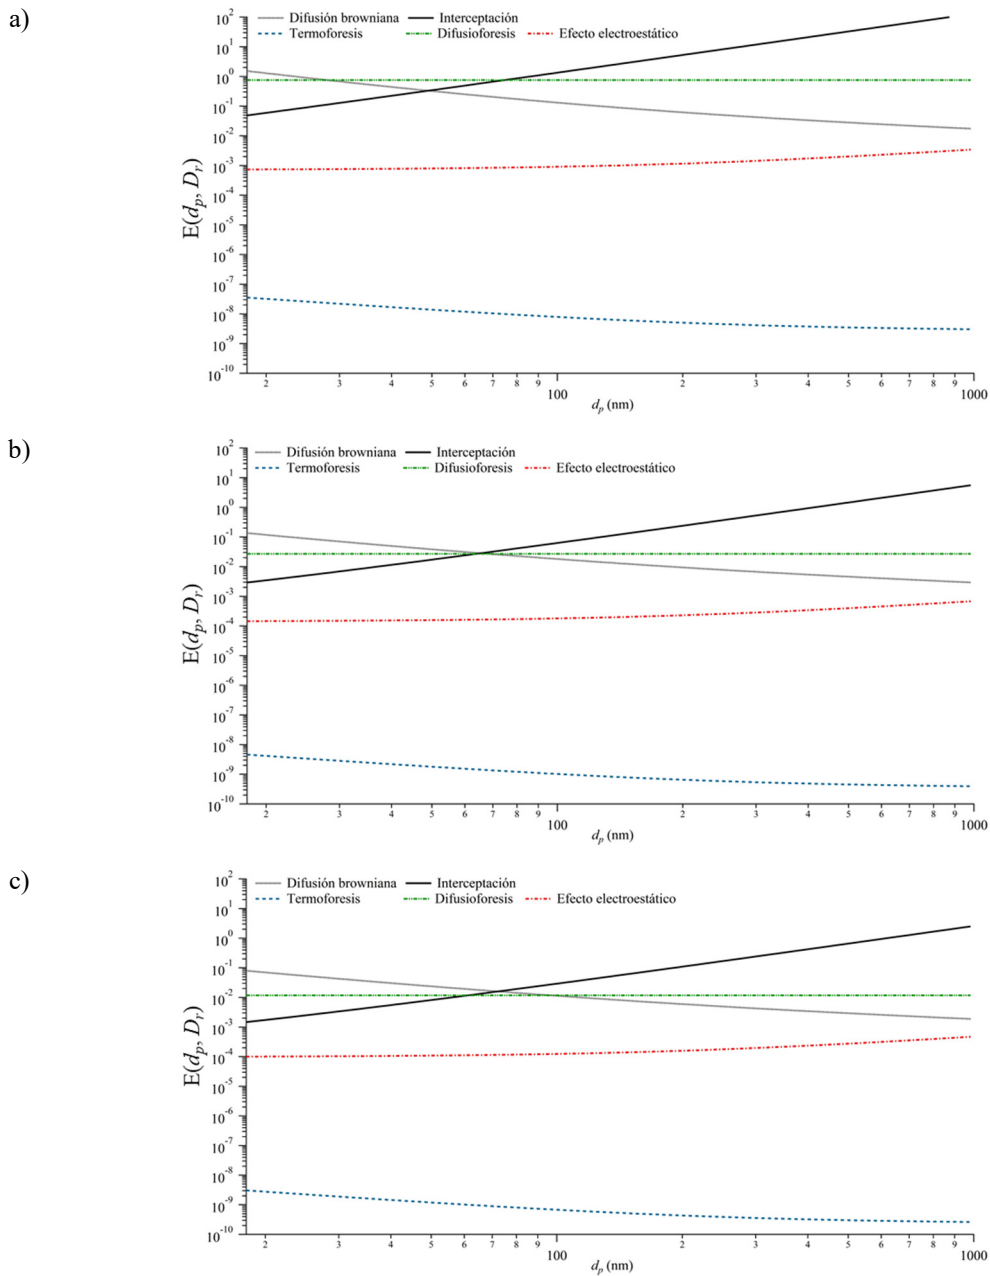 a)
Difusión browniana Interceptación
Termoforesis Difusioforesis Efecto electroestático
10^2
10^1
10^0
10^-1
10^-2
10^-3
10^-4
10^-5
10^-6
10^-7
10^-8
10^-9
10^-10
E(d_p, D_r)
2 3 4 5 6 7 8 9 100 2 3 4 5 6 7 8 9 1000
d_p (nm)
b)
Difusión browniana Interceptación
Termoforesis Difusioforesis Efecto electroestático
10^2
10^1
10^0
10^-1
10^-2
10^-3
10^-4
10^-5
10^-6
10^-7
10^-8
10^-9
10^-10
E(d_p, D_r)
2 3 4 5 6 7 8 9 100 2 3 4 5 6 7 8 9 1000
d_p (nm)
c)
Difusión browniana Interceptación
Termoforesis Difusioforesis Efecto electroestático
10^2
10^1
10^0
10^-1
10^-2
10^-3
10^-4
10^-5
10^-6
10^-7
10^-8
10^-9
10^-10
E(d_p, D_r)
2 3 4 5 6 7 8 9 100 2 3 4 5 6 7 8 9 1000
d_p (nm)